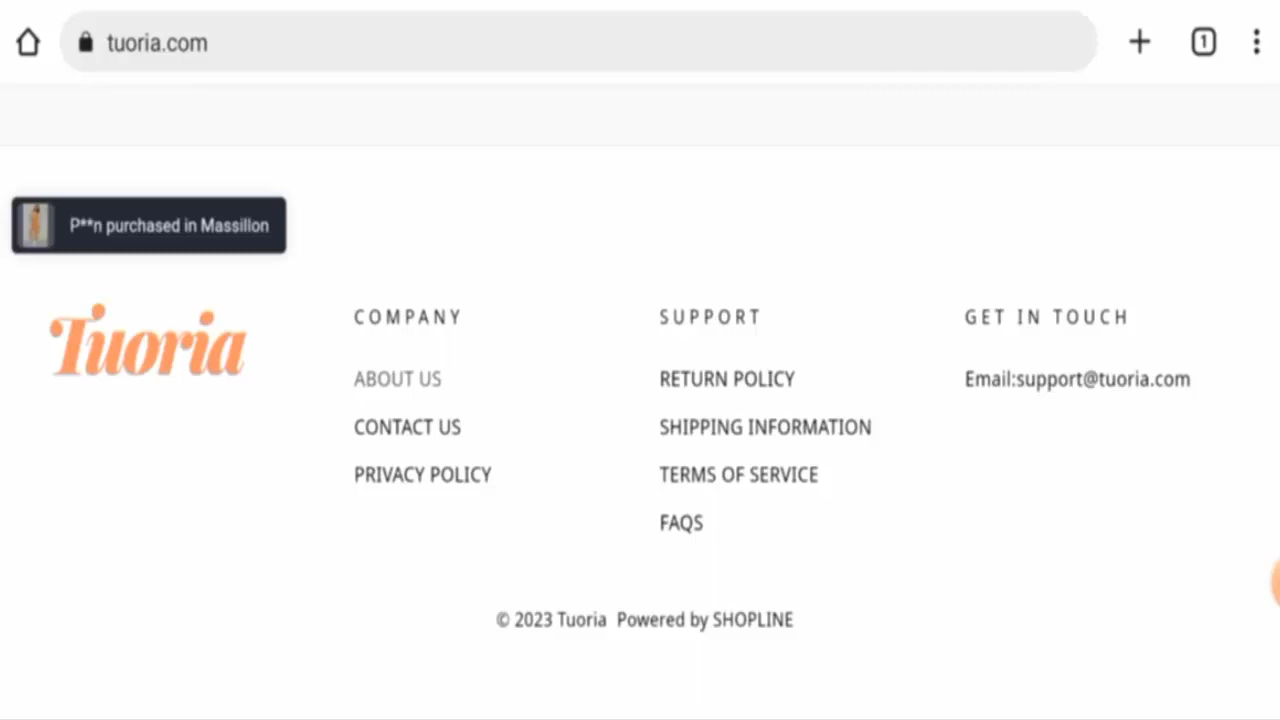 tuoria.com
1
P**n purchased in Massillon
Tuoria
COMPANY
ABOUT US
CONTACT US
PRIVACY POLICY
SUPPORT
RETURN POLICY
SHIPPING INFORMATION
TERMS OF SERVICE
FAQS
GET IN TOUCH
Email:support@tuoria.com
© 2023 Tuoria Powered by SHOPLINE